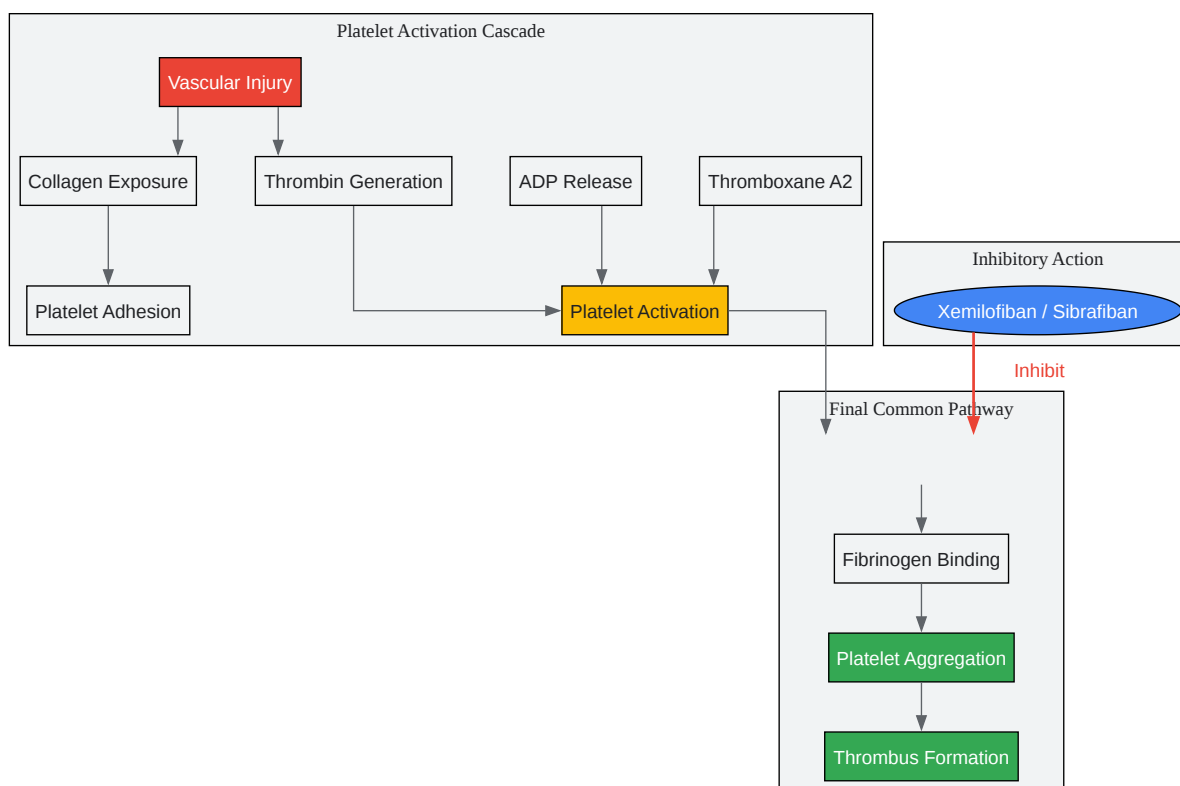 Platelet Activation Cascade
Vascular Injury
Collagen Exposure
Thrombin Generation
ADP Release
Thromboxane A2
Platelet Adhesion
Platelet Activation
Inhibitory Action
Xemilofiban / Sibrafiban
Inhibit
Final Common Pathway
Fibrinogen Binding
Platelet Aggregation
Thrombus Formation